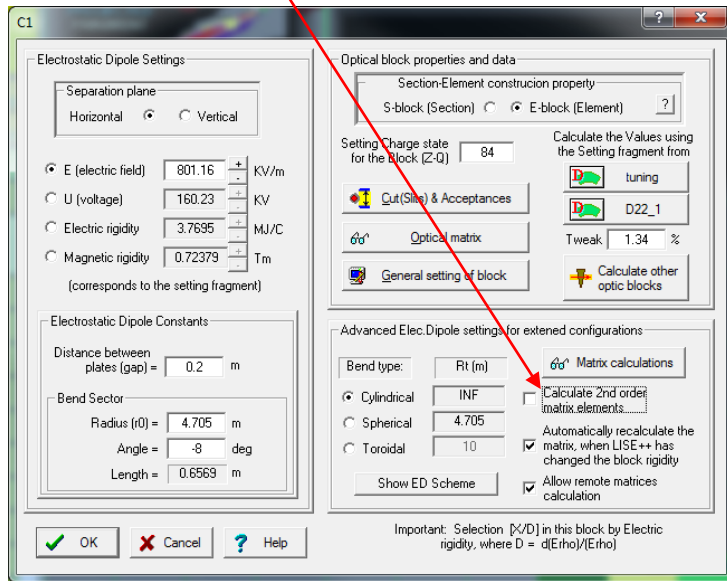 C1
?
X
Electrostatic Dipole Settings
Separation plane
Horizontal
Vertical
E (electric field)
801.16
+
-
KV/m
U (voltage)
160.23
+
-
KV
Electric rigidity
3.7695
+
-
MJ/C
Magnetic rigidity
0.72379
+
-
Tm
(corresponds to the setting fragment)
Electrostatic Dipole Constants
Distance between
plates (gap) =
0.2
m
Bend Sector
Radius (r0) =
4.705
m
Angle =
-8
deg
Length =
0.6569
m
OK
Cancel
? Help
Optical block properties and data
Section-Element construcion property
S-block (Section)
E-block (Element)
?
Setting Charge state
for the Block (Z-Q)
84
Calculate the Values using
the Setting fragment from
D
tuning
D
D22_1
Cut(Slits) & Acceptances
Optical matrix
General setting of block
Tweak
1.34
%
Calculate other
optic blocks
Advanced Elec.Dipole settings for extened configurations
Bend type:
Rt (m)
Matrix calculations
Cylindrical
INF
Spherical
4.705
Toroidal
10
Show ED Scheme
Calculate 2nd order
matrix elements
Automatically recalculate the
matrix, when LISE++ has
changed the block rigidity
Allow remote matrices
calculation
Important: Selection [X/D] in this block by Electric
rigidity, where D = d(Erho)/(Erho)